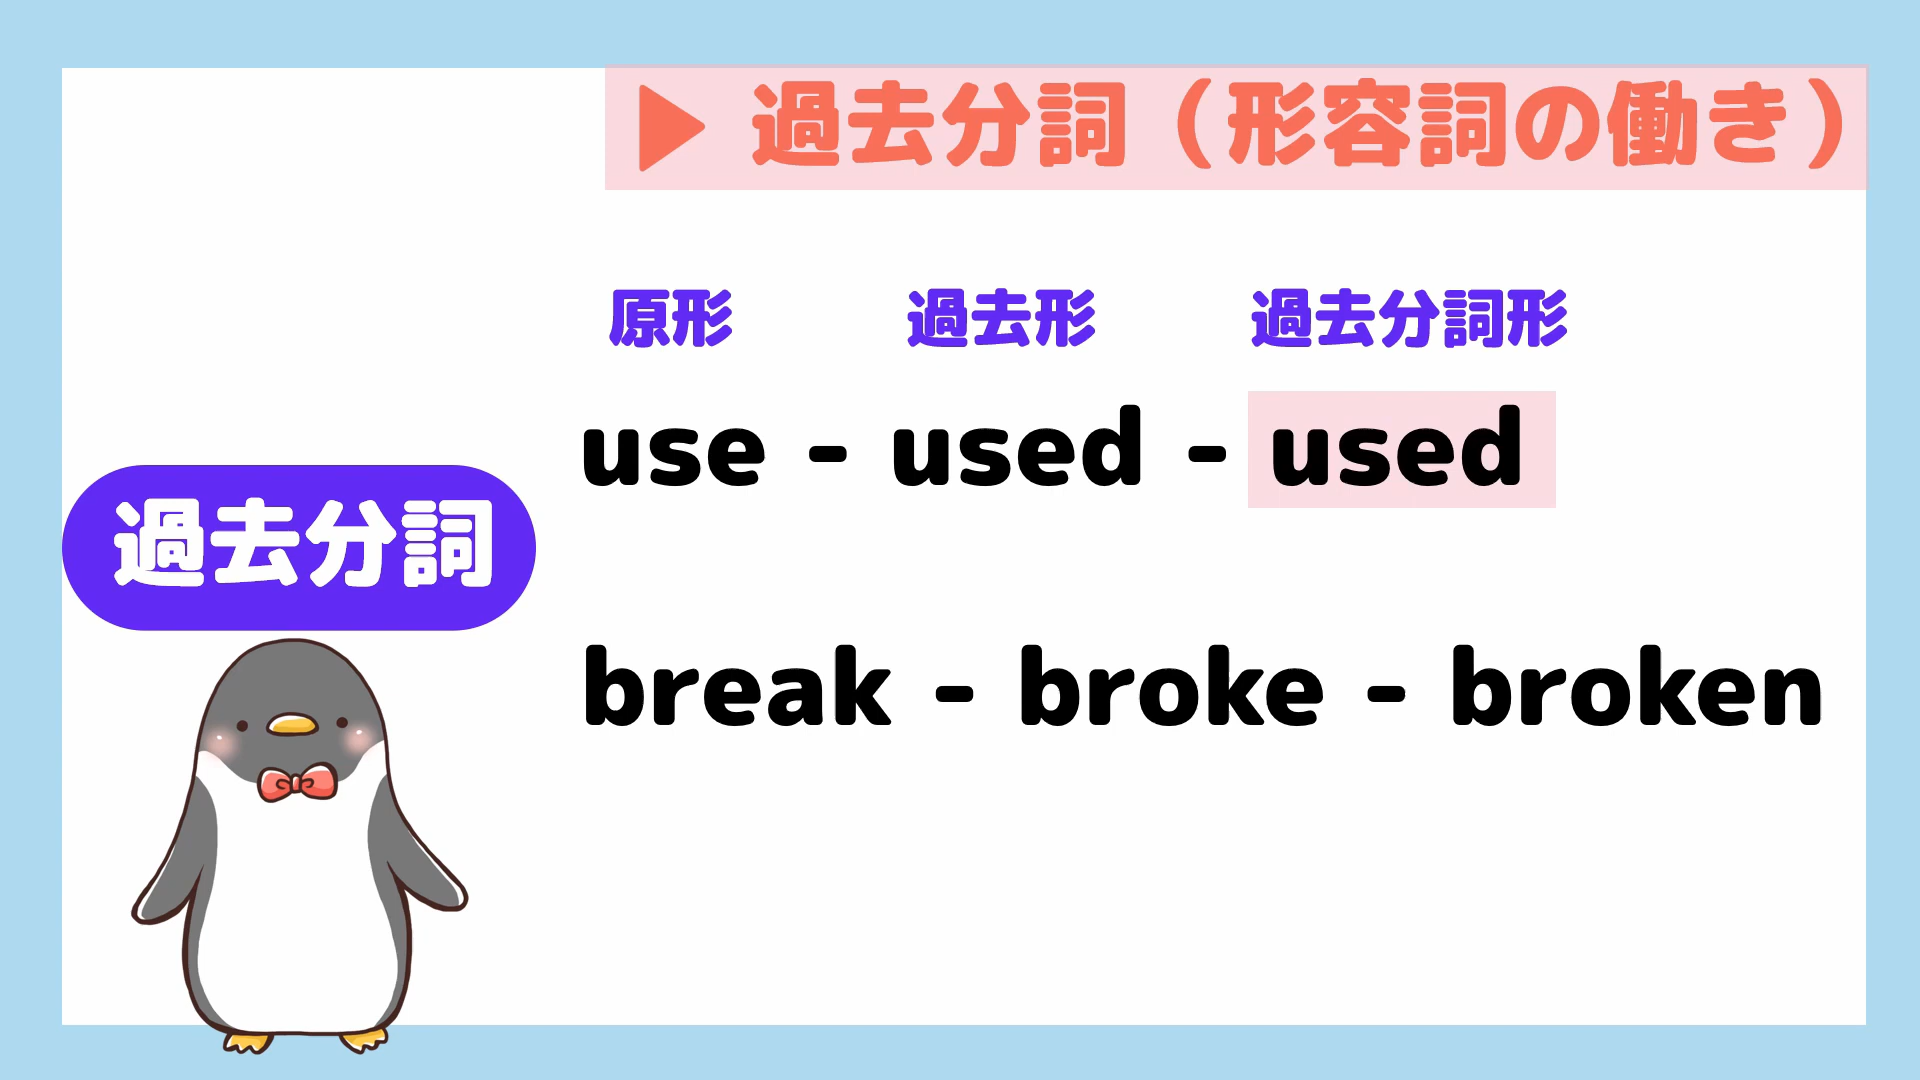 ▶ 過去分詞（形容詞の働き）
原形 過去形 過去分詞形
use - used - used
過去分詞
break - broke - broken